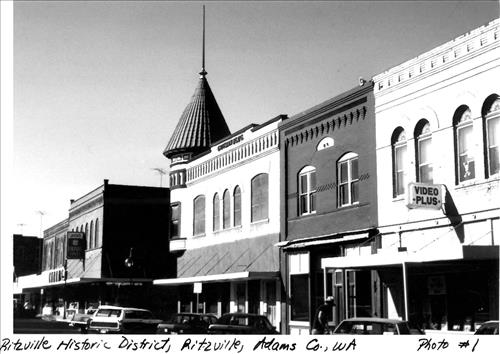 VIDEO
PLUS
Ritzville Historic District, Ritzville, Adams Co., WA Photo #1